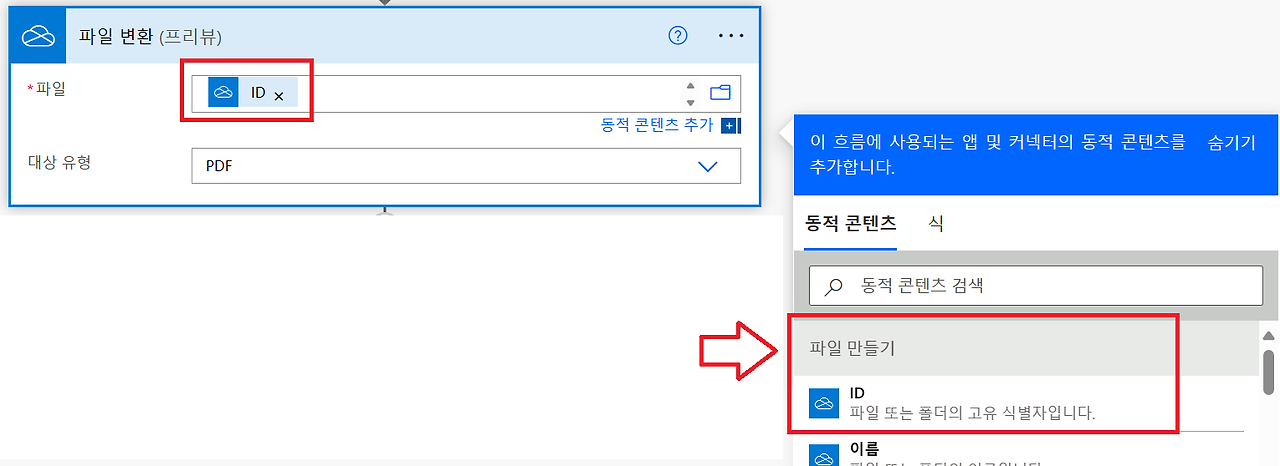 파일 변환 (프리뷰)
*파일
ID ×
동적 콘텐츠 추가
대상 유형
PDF
이 흐름에 사용되는 앱 및 커넥터의 동적 콘텐츠를 추가합니다.
숨기기
동적 콘텐츠
식
동적 콘텐츠 검색
파일 만들기
ID
파일 또는 폴더의 고유 식별자입니다.
이름